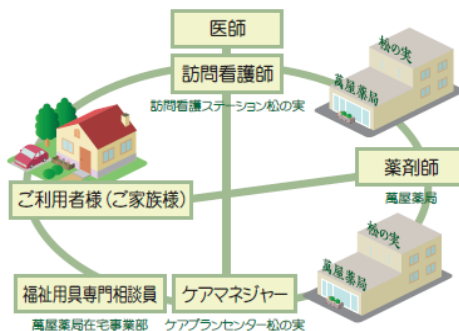 医師
訪問看護師
訪問看護ステーション松の実
松の実
萬屋薬局
ご利用者様（ご家族様）
薬剤師
萬屋薬局
松の実
萬屋薬局
福祉用具専門相談員
萬屋薬局在宅事業部
ケアマネジャー
ケアプランセンター松の実